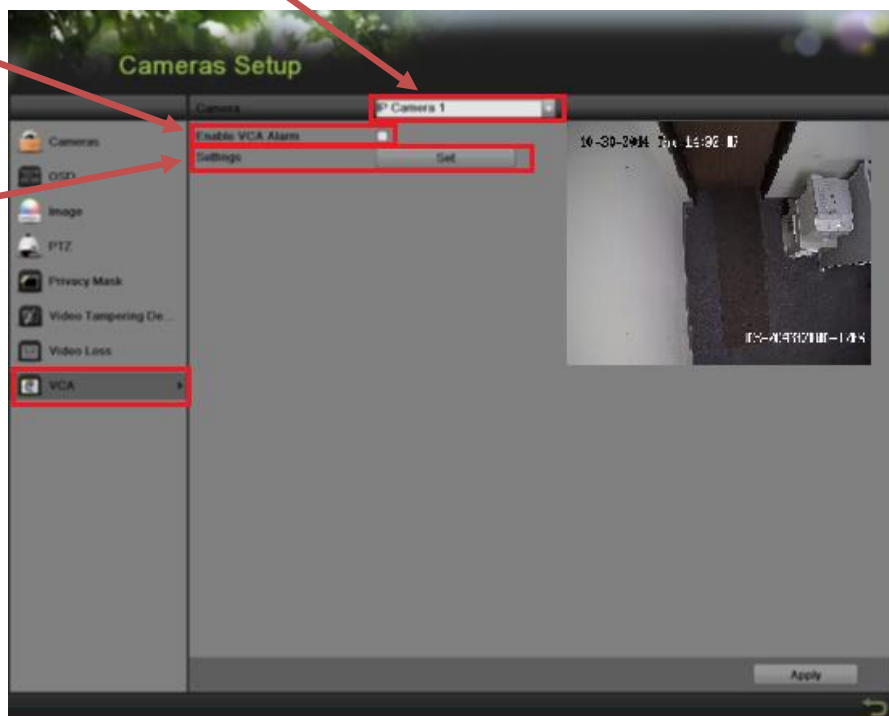 Cameras Setup
Camera
IP Camera 1
Enable VCA Alarm
Settings
Set
Cameras
OSD
Image
PTZ
Privacy Mask
Video Tampering De...
Video Loss
VCA
Apply